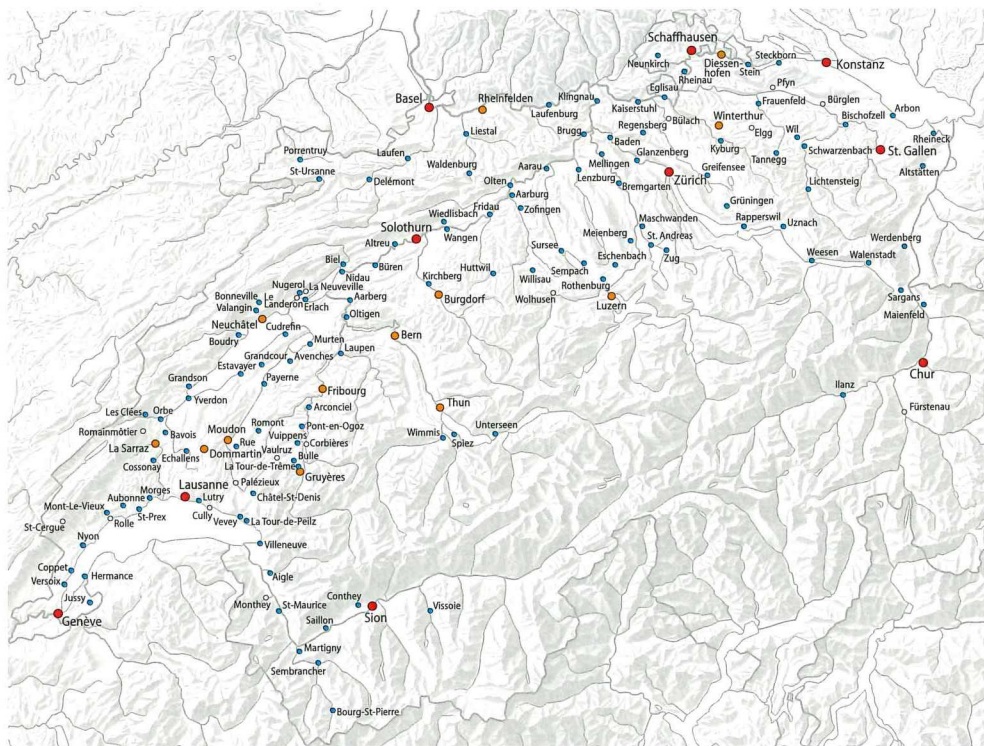 Schaffhausen
Neunkirch
Diessen-
hofen
Steckborn
Stein
Konstanz
Rheinau
Pfyn
Basel
Rheinfelden
Klingnau
Laufenburg
Eglisau
Kaiserstuhl
Bülach
Winterthur
Frauenfeld
Bürglen
Arbon
Bischofzell
Rheineck
Liestal
Brugg
Regensberg
Baden
Elgg
Wil
Kyburg
Schwarzenbach
St. Gallen
Porrentruy
Laufen
Waldenburg
Aarau
Mellingen
Glanzenberg
Greifensee
Tannegg
Altstätten
St-Ursanne
Delémont
Olten
Lenzburg
Bremgarten
Zürich
Lichtensteig
Aarburg
Zofingen
Grüningen
Wiedlisbach
Fridau
Maschwanden
Rapperswil
Uznach
Solothurn
Wangen
Meienberg
St. Andreas
Zug
Werdenberg
Altreu
Sursee
Eschenbach
Weesen
Walenstadt
Biel
Büren
Nidau
Kirchberg
Huttwil
Willisau
Sempach
Rothenburg
Sargans
Nugerol
La Neuveville
Bonneville
Le
Landeron
Erlach
Aarberg
Burgdorf
Wolhusen
Luzern
Maienfeld
Valangin
Oltigen
Neuchâtel
Cudrefin
Bern
Boudry
Murten
Laupen
Grandcour
Avenches
Estavayer
Chur
Grandson
Payerne
Fribourg
Ilanz
Yverdon
Arconciel
Thun
Fürstenau
Les Clées
Orbe
Romainmôtier
Bavois
Moudon
Romont
Pont-en-Ogoz
Vuippens
Wimmis
Spiez
Unterseen
La Sarraz
Rue
Corbières
Dommartin
Vaulruz
Bulle
Cossonay
Echallens
La Tour-de-Trême
Gruyères
Lausanne
Palézieux
Morges
Aubonne
Lutry
Châtel-St-Denis
Mont-Le-Vieux
St-Prex
Cully
Vevey
La Tour-de-Peilz
St-Cergue
Rolle
Nyon
Villeneuve
Coppet
Hermance
Aigle
Versoix
Jussy
Monthey
St-Maurice
Conthey
Genève
Saillon
Sion
Vissoie
Martigny
Sembrancher
Bourg-St-Pierre